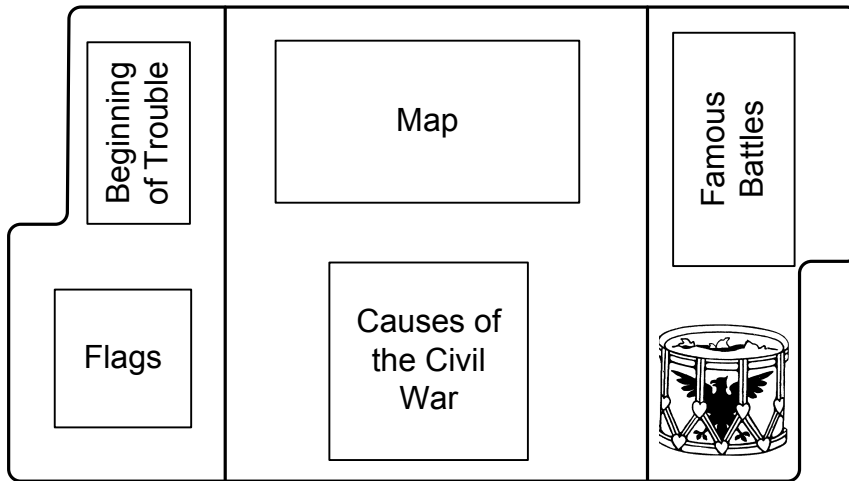 Beginning
of Trouble
Map
Famous
Battles
Flags
Causes of
the Civil
War